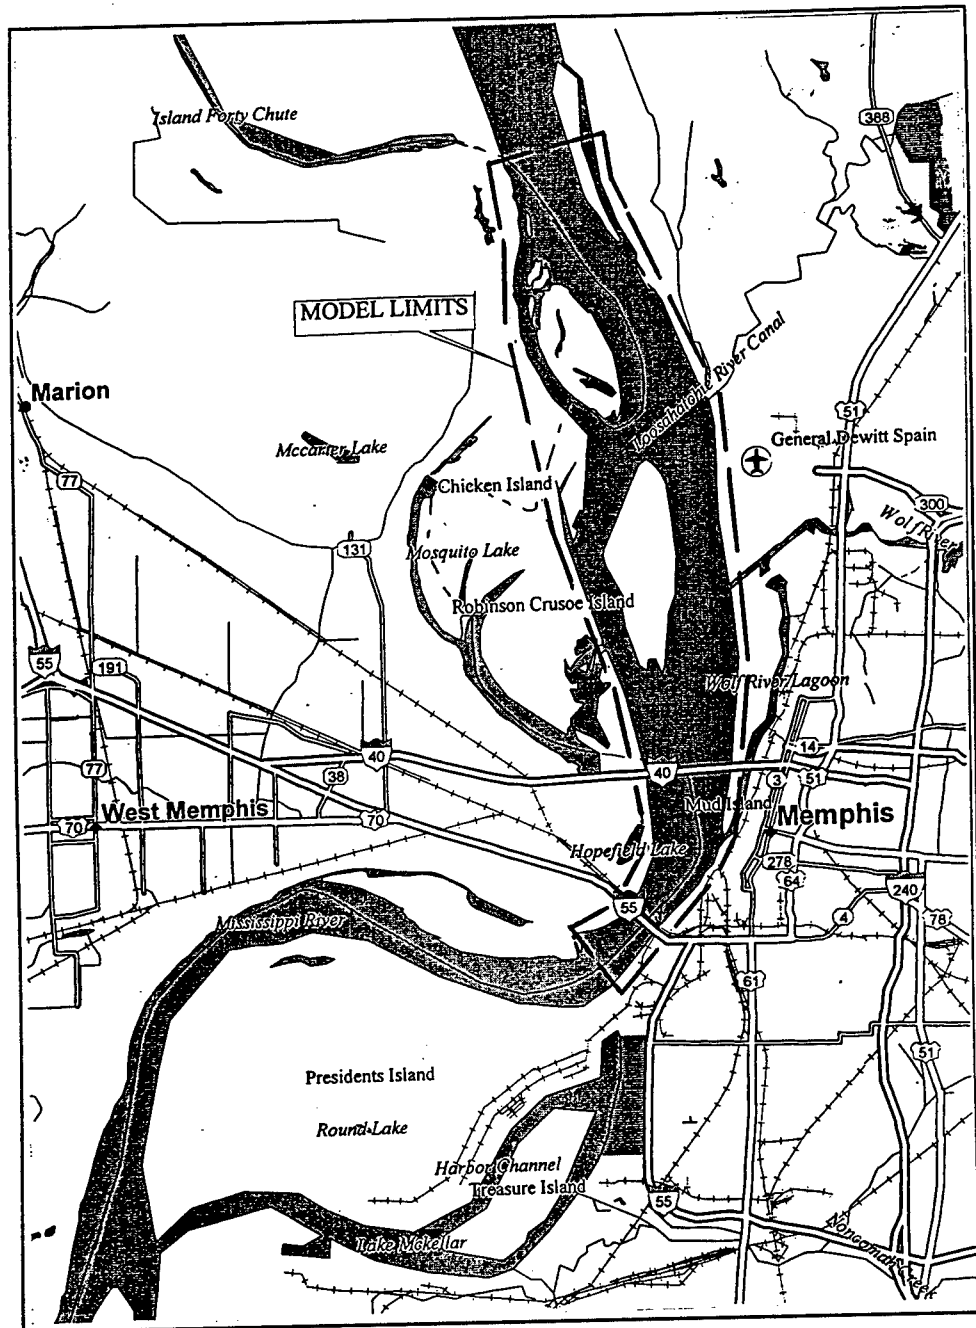 Island Forty Chute
388
MODEL LIMITS
Loosahatchie River Canal
Marion
51
General Dewitt Spain
Mccarter Lake
77
Chicken Island
300
Wolf River
131
Mosquito Lake
Robinson Crusoe Island
55
191
Wolf River Lagoon
40
14
77
38
40
3
51
West Memphis
Mud Island
Memphis
70
70
Hopefield Lake
278
64
240
55
4
78
Mississippi River
61
51
Presidents Island
Round Lake
Harbor Channel
Treasure Island
55
Lake Mckellar
Nonconnah Creek